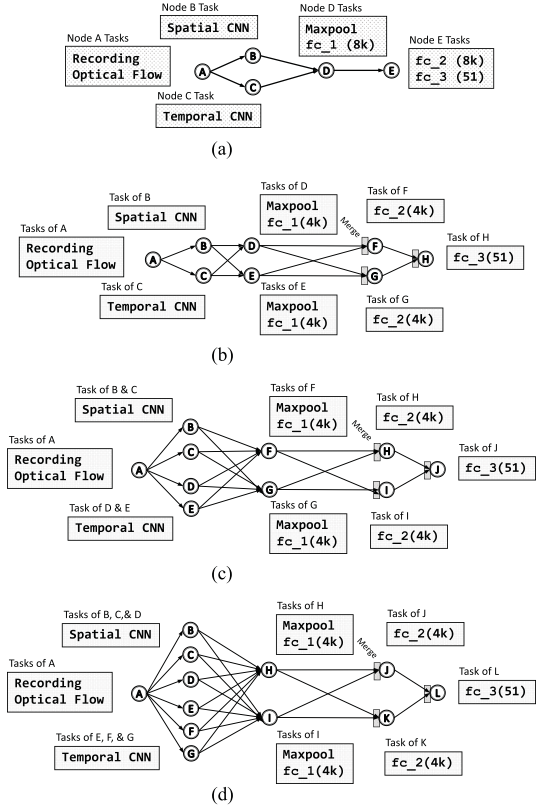 Node B Task
Spatial CNN
Node D Tasks
Maxpool
fc_1 (8k)
Node A Tasks
Recording
Optical Flow
A
B
C
D
E
Node E Tasks
fc_2 (8k)
fc_3 (51)
Node C Task
Temporal CNN
(a)
Task of B
Spatial CNN
Tasks of D
Maxpool
fc_1(4k)
Merge
Task of F
fc_2(4k)
Tasks of A
Recording
Optical Flow
A
B
C
D
E
F
G
H
Task of H
fc_3(51)
Task of C
Temporal CNN
Tasks of E
Maxpool
fc_1(4k)
Task of G
fc_2(4k)
(b)
Task of B & C
Spatial CNN
Tasks of F
Maxpool
fc_1(4k)
Merge
Task of H
fc_2(4k)
Tasks of A
Recording
Optical Flow
A
B
C
D
E
F
G
H
I
J
Task of J
fc_3(51)
Task of D & E
Temporal CNN
Tasks of G
Maxpool
fc_1(4k)
Task of I
fc_2(4k)
(c)
Tasks of B, C,& D
Spatial CNN
Tasks of H
Maxpool
fc_1(4k)
Merge
Task of J
fc_2(4k)
Tasks of A
Recording
Optical Flow
A
B
C
D
E
F
G
H
I
J
K
L
Task of L
fc_3(51)
Tasks of E, F, & G
Temporal CNN
Tasks of I
Maxpool
fc_1(4k)
Task of K
fc_2(4k)
(d)